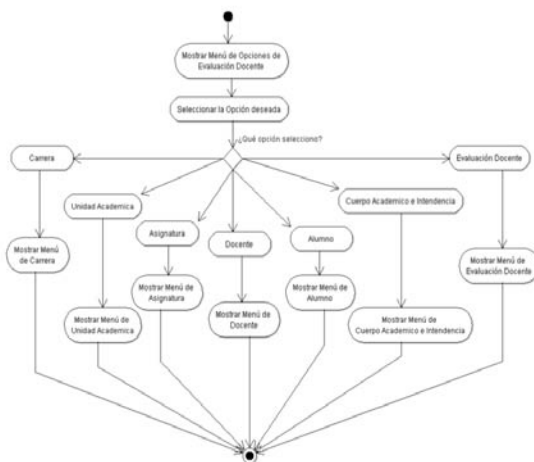 Mostrar Menú de Opciones de
Evaluación Docente
Seleccionar la Opción deseada
¿Qué opción selecciono?
Carrera
Evaluación Docente
Unidad Academica
Cuerpo Academico e Intendencia
Asignatura
Docente
Alumno
Mostrar Menú
de Carrera
Mostrar Menú de
Evaluación Docente
Mostrar Menú de
Asignatura
Mostrar Menú de
Alumno
Mostrar Menú de
Docente
Mostrar Menú de
Unidad Academica
Mostrar Menú de
Cuerpo Academico e Intendencia